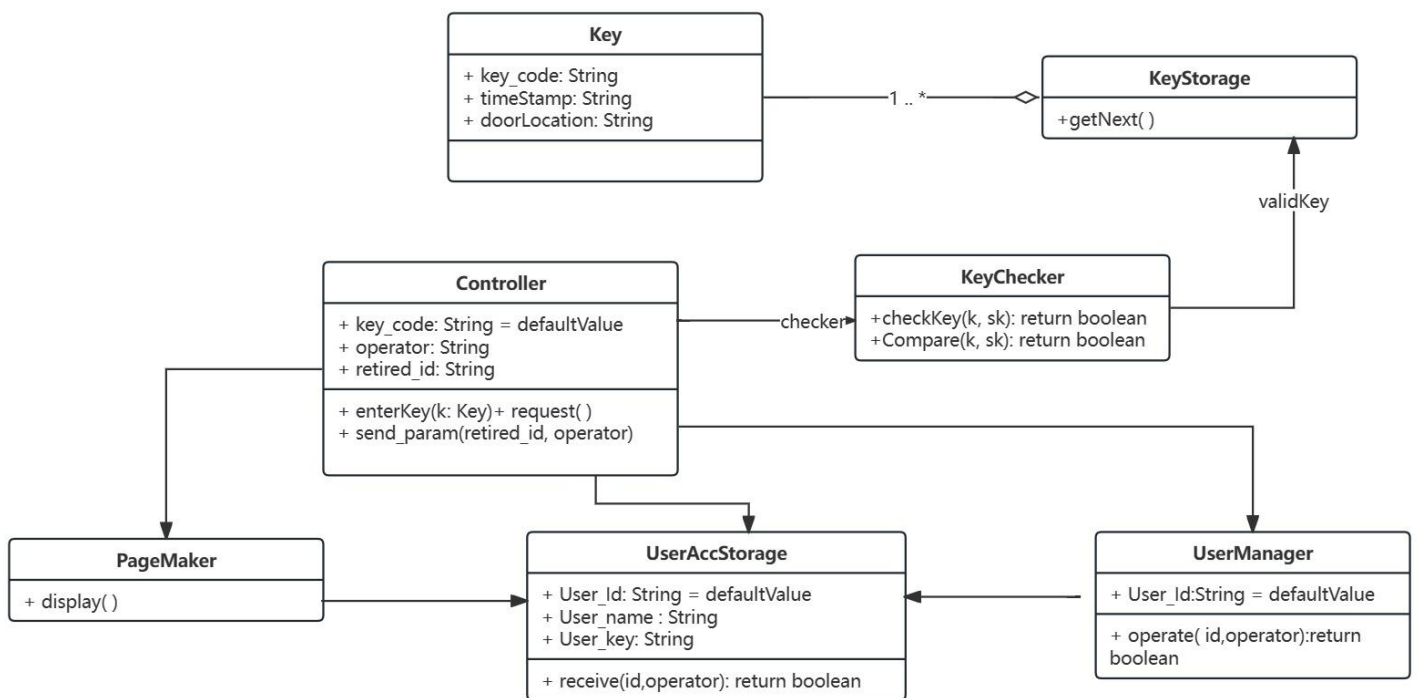 Key
+ key_code: String
+ timeStamp: String
+ doorLocation: String
1 .. *
KeyStorage
+getNext( )
validKey
Controller
+ key_code: String = defaultValue
+ operator: String
+ retired_id: String
+ enterKey(k: Key)+ request( )
+ send_param(retired_id, operator)
checker
KeyChecker
+checkKey(k, sk): return boolean
+Compare(k, sk): return boolean
PageMaker
+ display( )
UserAccStorage
+ User_Id: String = defaultValue
+ User_name : String
+ User_key: String
+ receive(id,operator): return boolean
UserManager
+ User_Id:String = defaultValue
+ operate( id,operator):return
boolean